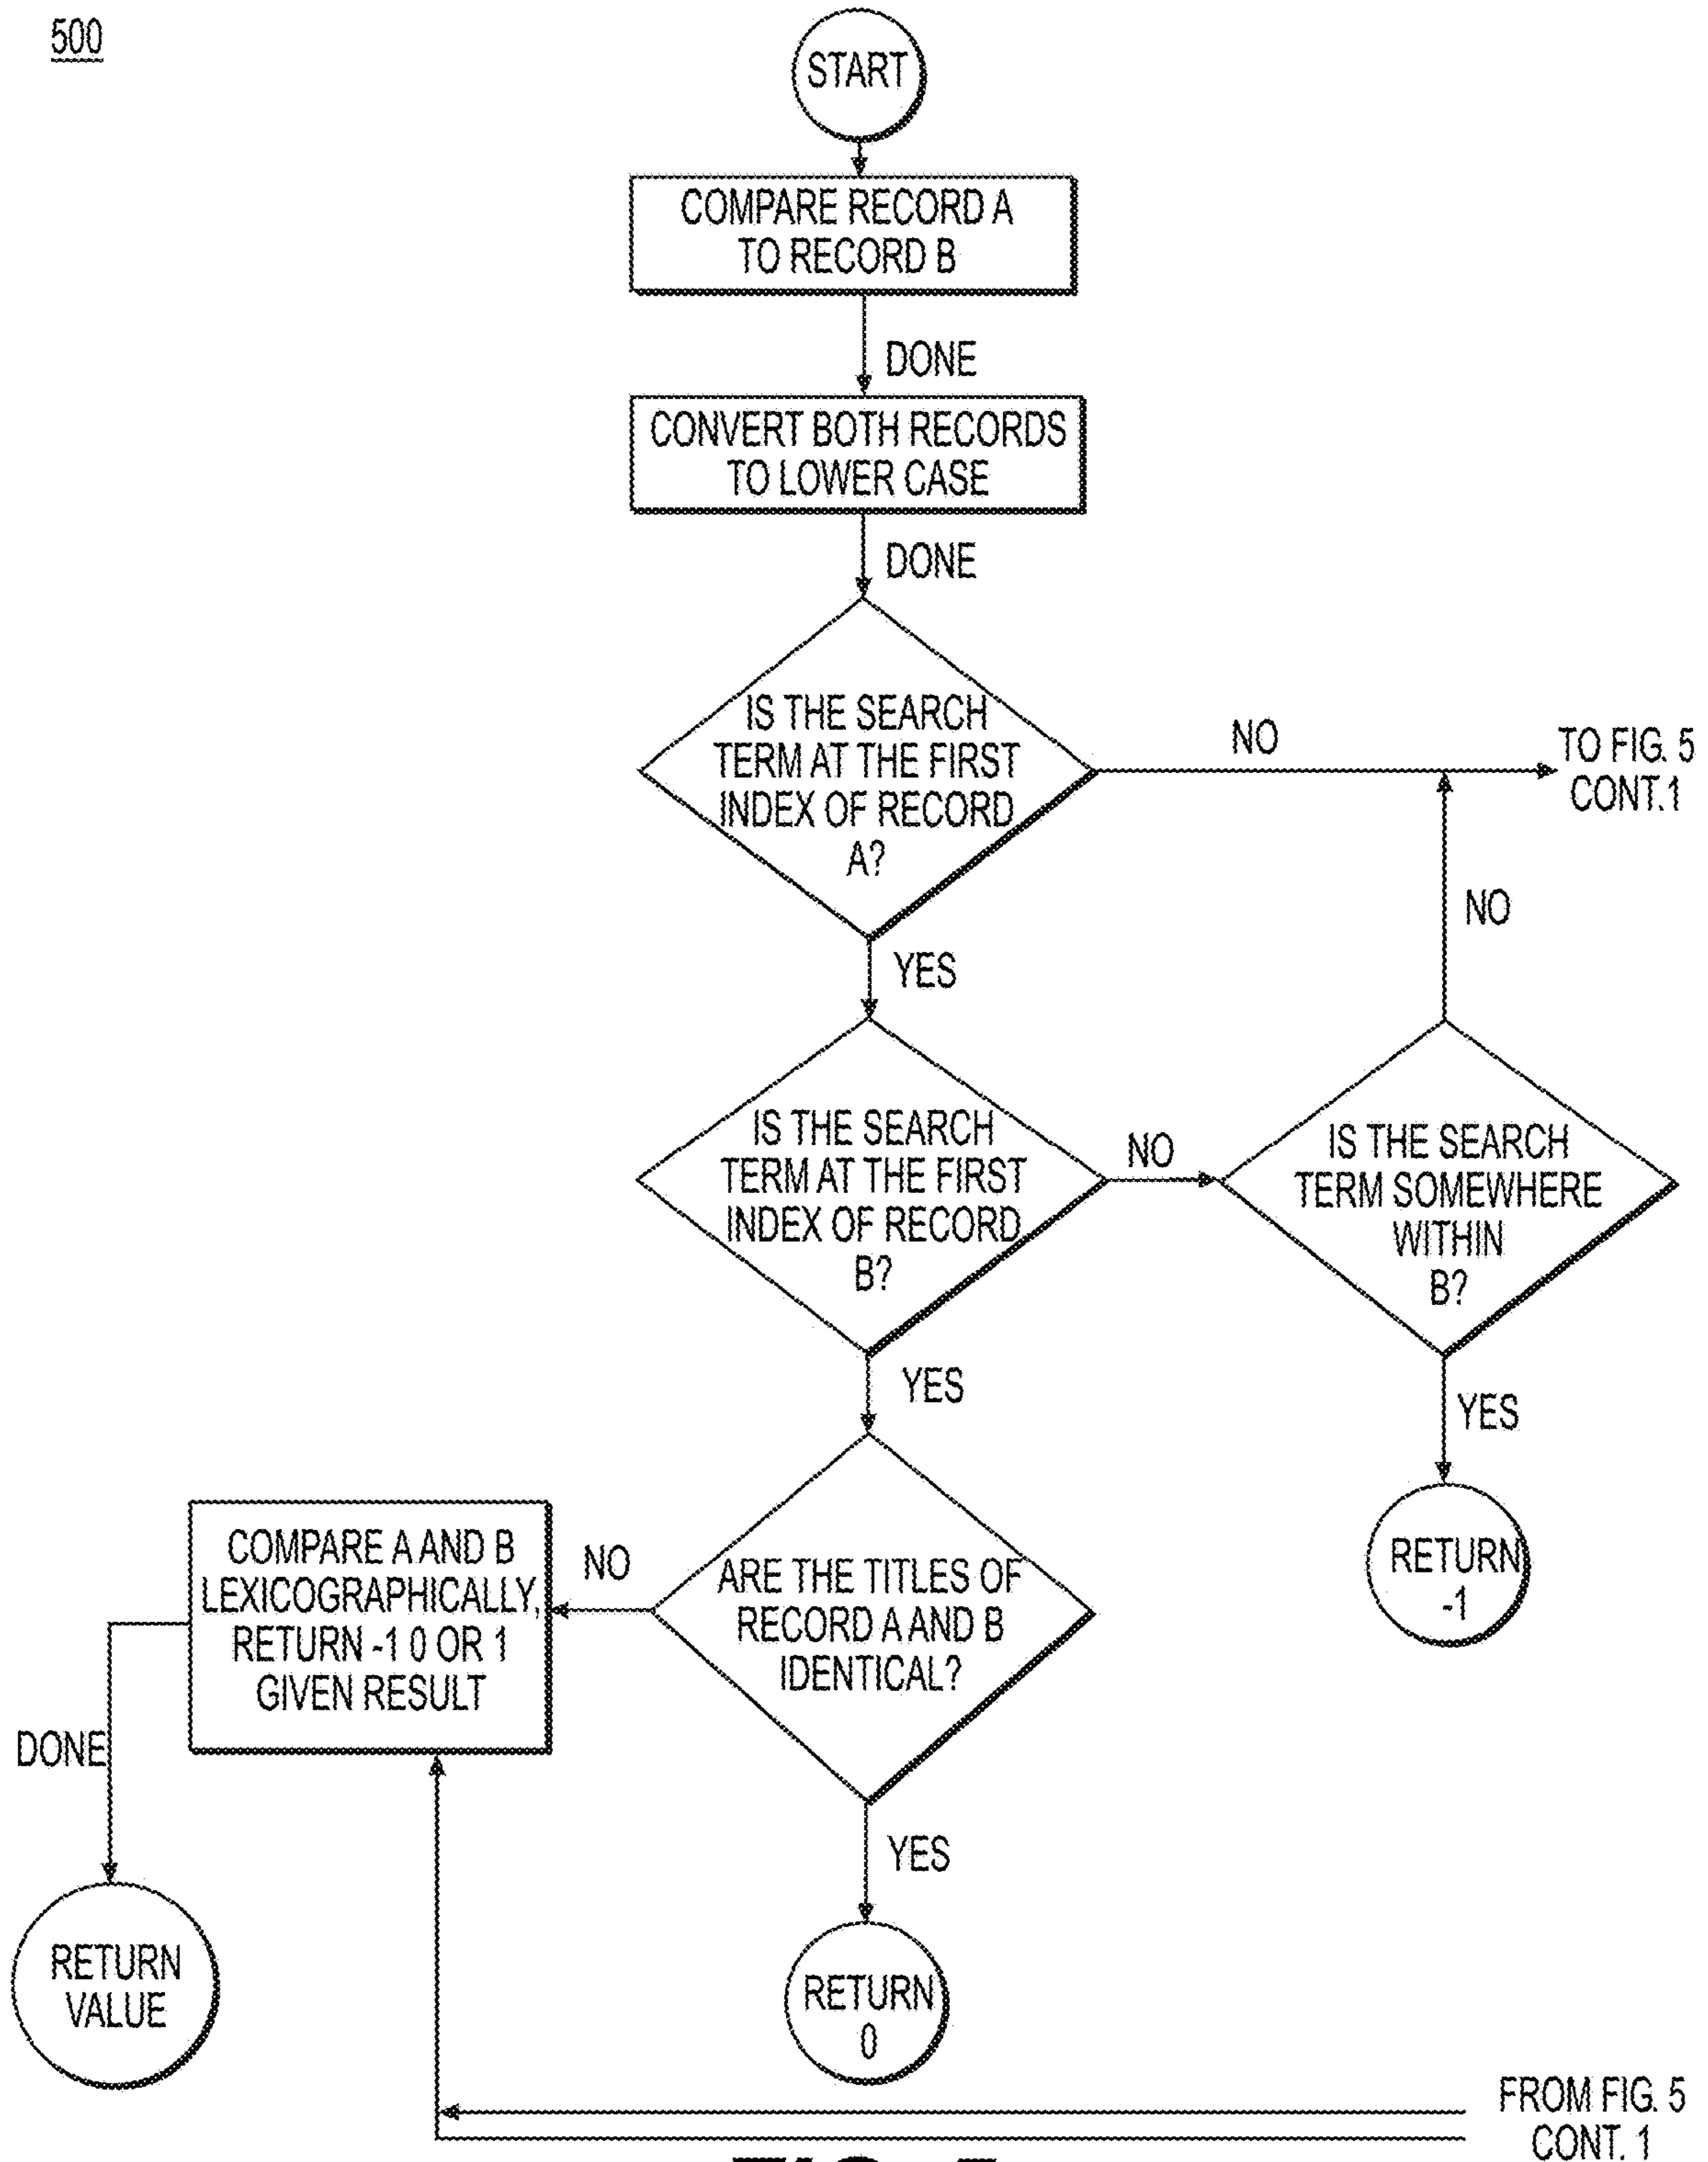 500
START
COMPARE RECORD A
TO RECORD B
DONE
CONVERT BOTH RECORDS
TO LOWER CASE
DONE
IS THE SEARCH
TERM AT THE FIRST
INDEX OF RECORD
A?
NO
TO FIG. 5
CONT.1
YES
NO
IS THE SEARCH
TERM AT THE FIRST
INDEX OF RECORD
B?
NO
IS THE SEARCH
TERM SOMEWHERE
WITHIN
B?
YES
YES
RETURN
-1
ARE THE TITLES OF
RECORD A AND B
IDENTICAL?
NO
COMPARE A AND B
LEXICOGRAPHICALLY,
RETURN -1 0 OR 1
GIVEN RESULT
DONE
YES
RETURN
VALUE
RETURN
0
FROM FIG. 5
CONT. 1